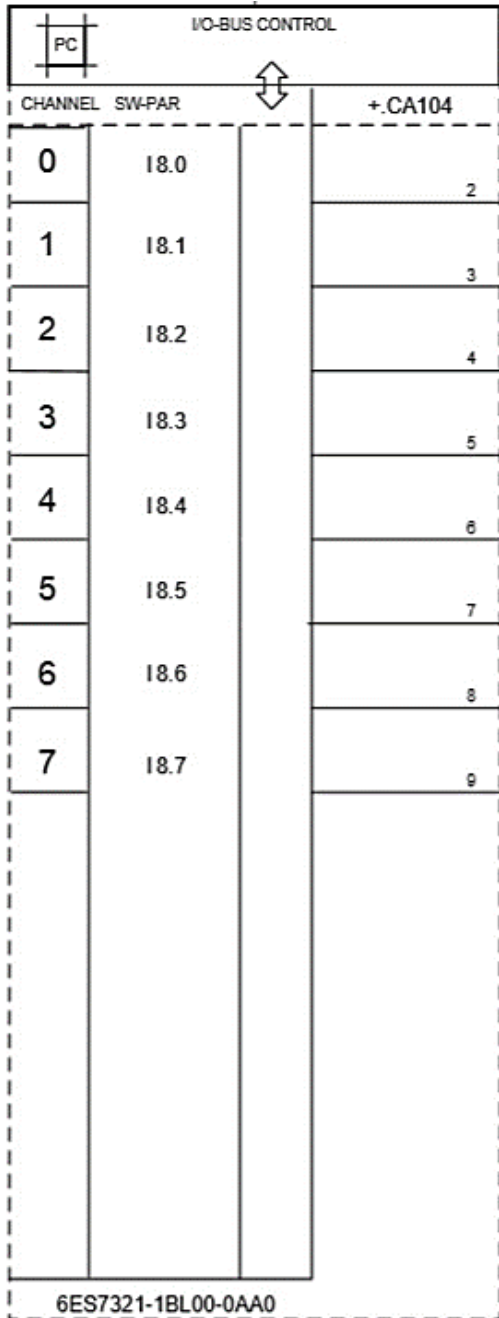 I/O-BUS CONTROL
PC
CHANNEL SW-PAR +.CA104
0 I8.0 2
1 I8.1 3
2 I8.2 4
3 I8.3 5
4 I8.4 6
5 I8.5 7
6 I8.6 8
7 I8.7 9
6ES7321-1BL00-0AA0